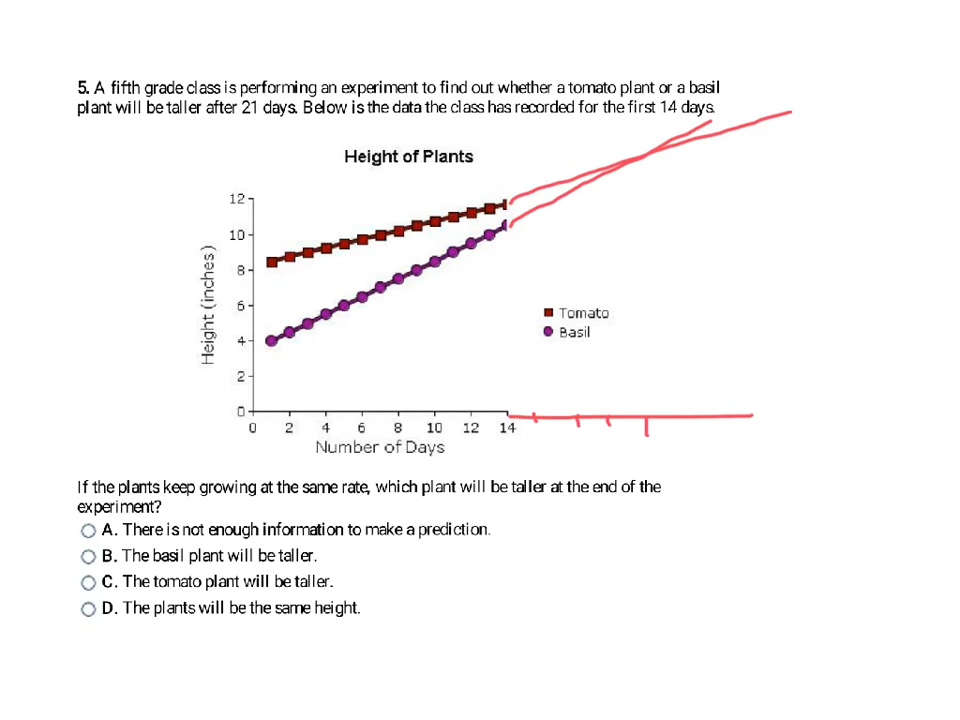 5. A fifth grade class is performing an experiment to find out whether a tomato plant or a basil
plant will be taller after 21 days. Below is the data the class has recorded for the first 14 days.
Height of Plants
12
10
8
6
4
2
0
Height (inches)
0 2 4 6 8 10 12 14
Number of Days
Tomato
Basil
If the plants keep growing at the same rate, which plant will be taller at the end of the
experiment?
A. There is not enough information to make a prediction.
B. The basil plant will be taller.
C. The tomato plant will be taller.
D. The plants will be the same height.